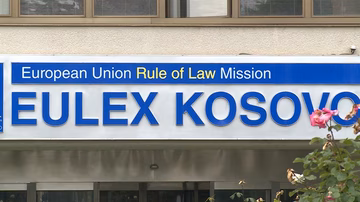 European Union Rule of Law Mission
EULEX KOSOVO